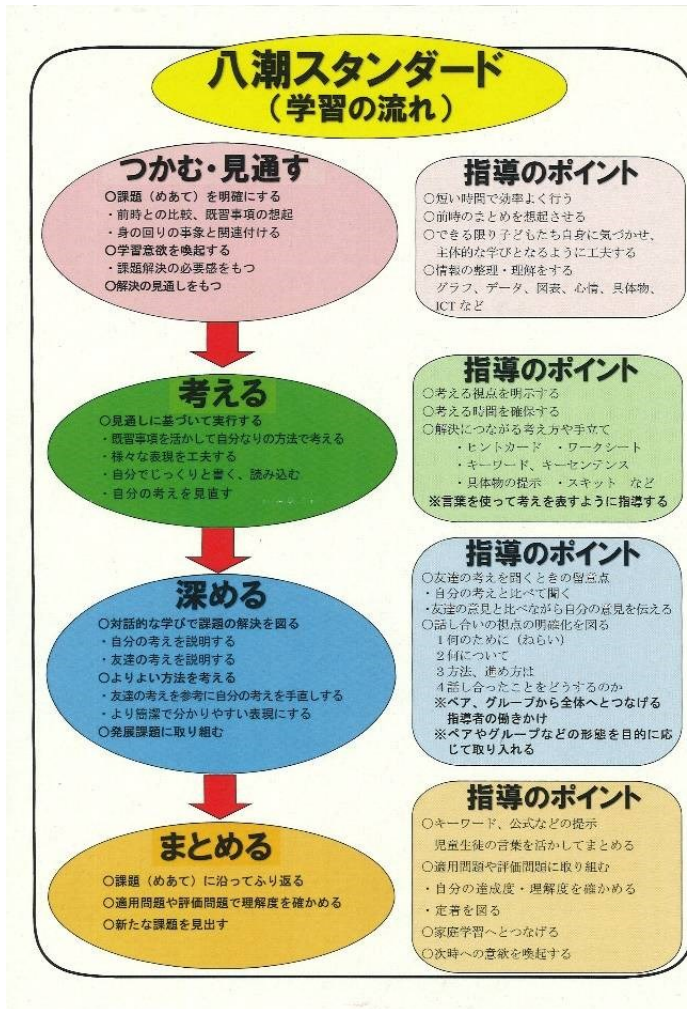 八潮スタンダード
（学習の流れ）
つかむ・見通す
○課題（めあて）を明確にする
・前時との比較、既習事項の想起
・身の回りの事象と関連付ける
○学習意欲を喚起する
・課題解決の必要感をもつ
○解決の見通しをもつ
指導のポイント
○短い時間で効率よく行う
○前時のまとめを想起させる
○できる限り子どもたち自身に気づかせ、
主体的な学びとなるように工夫する
○情報の整理・理解をする
グラフ、データ、図表、心情、具体物、
ICTなど
考える
○見通しに基づいて実行する
・既習事項を活かして自分なりの方法で考える
・様々な表現を工夫する
・自分でじっくりと書く、読み込む
・自分の考えを見直す
指導のポイント
○考える視点を明示する
○考える時間を確保する
○解決につながる考え方や手立て
・ヒントカード ・ワークシート
・キーワード、キーセンテンス
・具体物の提示 ・スキット など
※言葉を使って考えを表すように指導する
深める
○対話的な学びで課題の解決を図る
・自分の考えを説明する
・友達の考えを説明する
○よりよい方法を考える
・友達の考えを参考に自分の考えを手直しする
・より簡潔で分かりやすい表現にする
○発展課題に取り組む
指導のポイント
○友達の考えを聞くときの留意点
・自分の考えと比べて聞く
・友達の意見と比べながら自分の意見を伝える
○話し合いの視点の明確化を図る
１何のために（ねらい）
２何について
３方法、進め方は
４話し合ったことをどうするのか
※ペア、グループから全体へとつなげる
指導者の働きかけ
※ペアやグループなどの形態を目的に応
じて取り入れる
まとめる
○課題（めあて）に沿ってふり返る
○適用問題や評価問題で理解度を確かめる
○新たな課題を見出す
指導のポイント
○キーワード、公式などの提示
児童生徒の言葉を活かしてまとめる
○適用問題や評価問題に取り組む
・自分の達成度・理解度を確かめる
・定着を図る
○家庭学習へとつなげる
○次時への意欲を喚起する